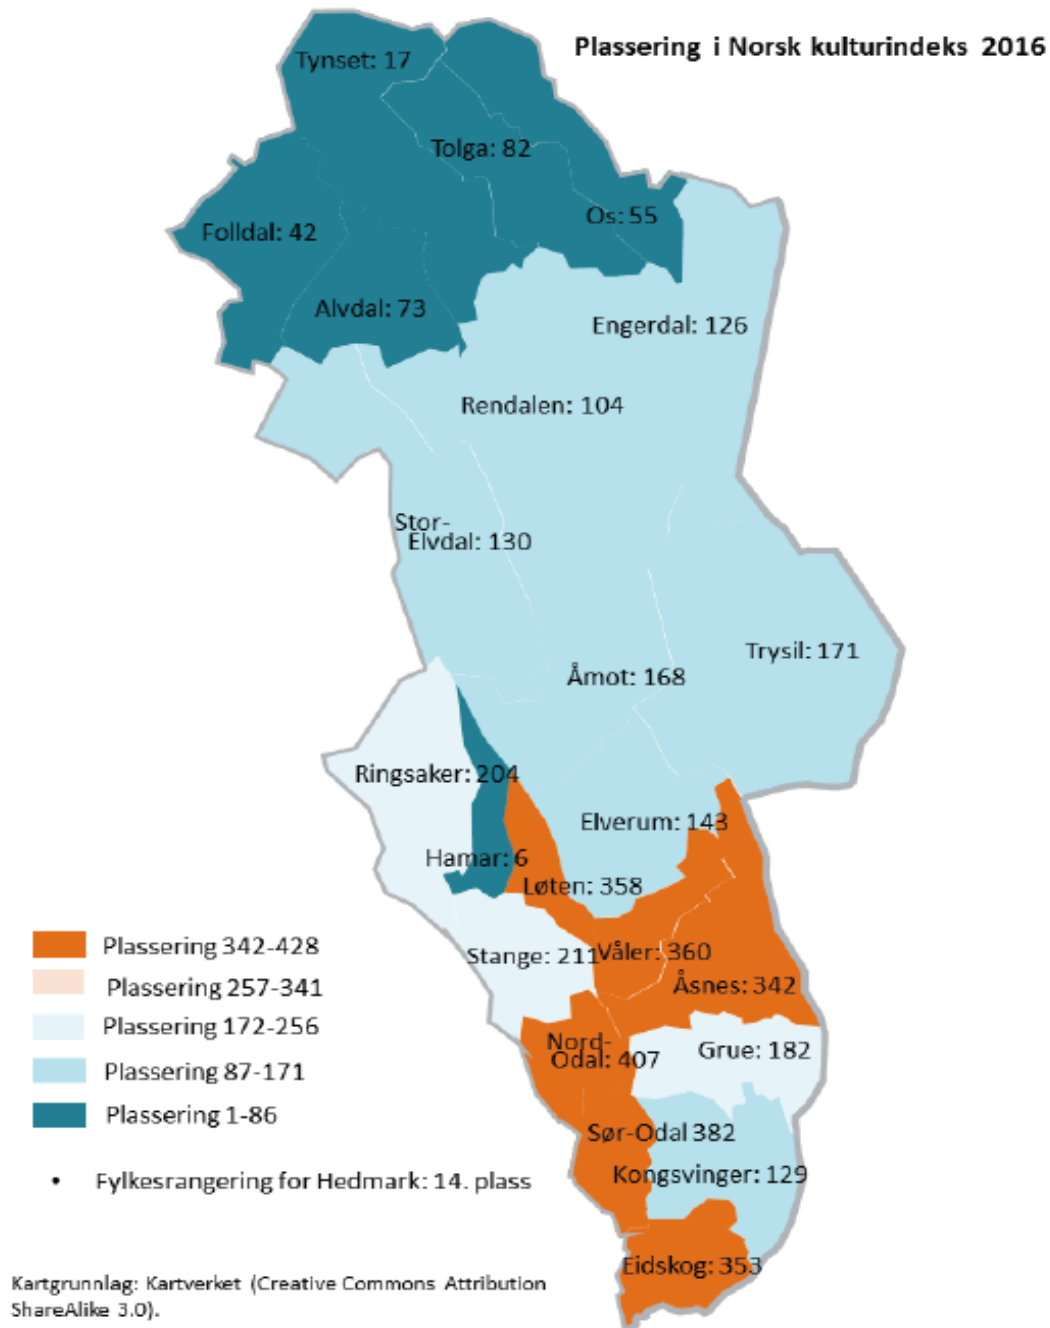 Plassering i Norsk kulturindeks 2016
Tynset: 17
Tolga: 82
Os: 55
Folldal: 42
Alvdal: 73
Engerdal: 126
Rendalen: 104
Stor-
Elvdal: 130
Trysil: 171
Åmot: 168
Ringsaker: 204
Elverum: 143
Hamar: 6
Løten: 358
Stange: 211
Våler: 360
Åsnes: 342
Nord-
Odal: 407
Grue: 182
Sør-Odal 382
Kongsvinger: 129
Eidskog: 353
Plassering 342-428
Plassering 257-341
Plassering 172-256
Plassering 87-171
Plassering 1-86
• Fylkesrangering for Hedmark: 14. plass
Kartgrunnlag: Kartverket (Creative Commons Attribution
ShareAlike 3.0).